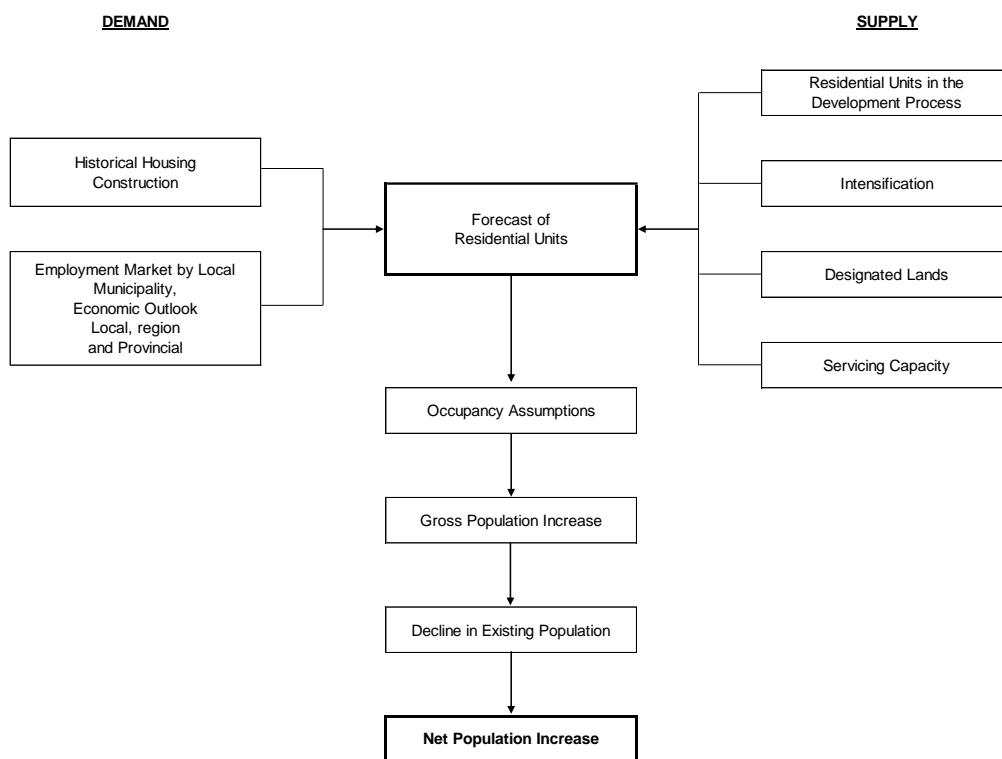 DEMAND
SUPPLY
Residential Units in the
Development Process
Historical Housing
Construction
Intensification
Forecast of
Residential Units
Employment Market by Local
Municipality,
Economic Outlook
Local, region
and Provincial
Designated Lands
Servicing Capacity
Occupancy Assumptions
Gross Population Increase
Decline in Existing Population
Net Population Increase